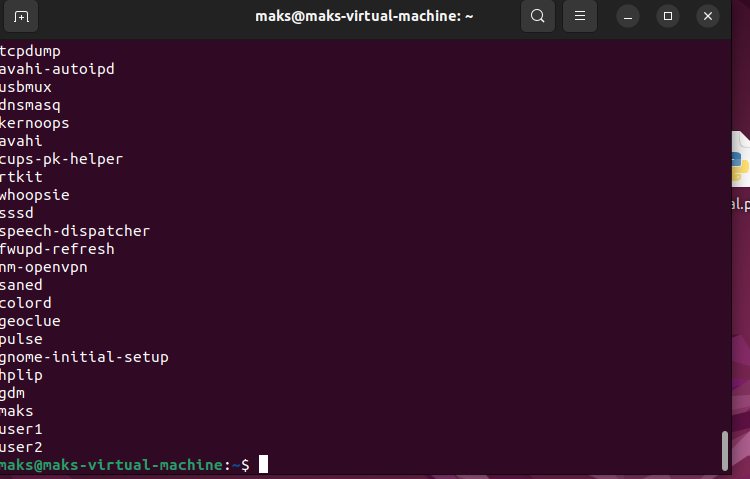 maks@maks-virtual-machine: ~
tcpdump
avahi-autoipd
usbmux
dnsmasq
kernoops
avahi
cups-pk-helper
rtkit
whoopsie
sssd
speech-dispatcher
fwupd-refresh
nm-openvpn
saned
colord
geoclue
pulse
gnome-initial-setup
hplip
gdm
maks
user1
user2
maks@maks-virtual-machine:~$
al.p